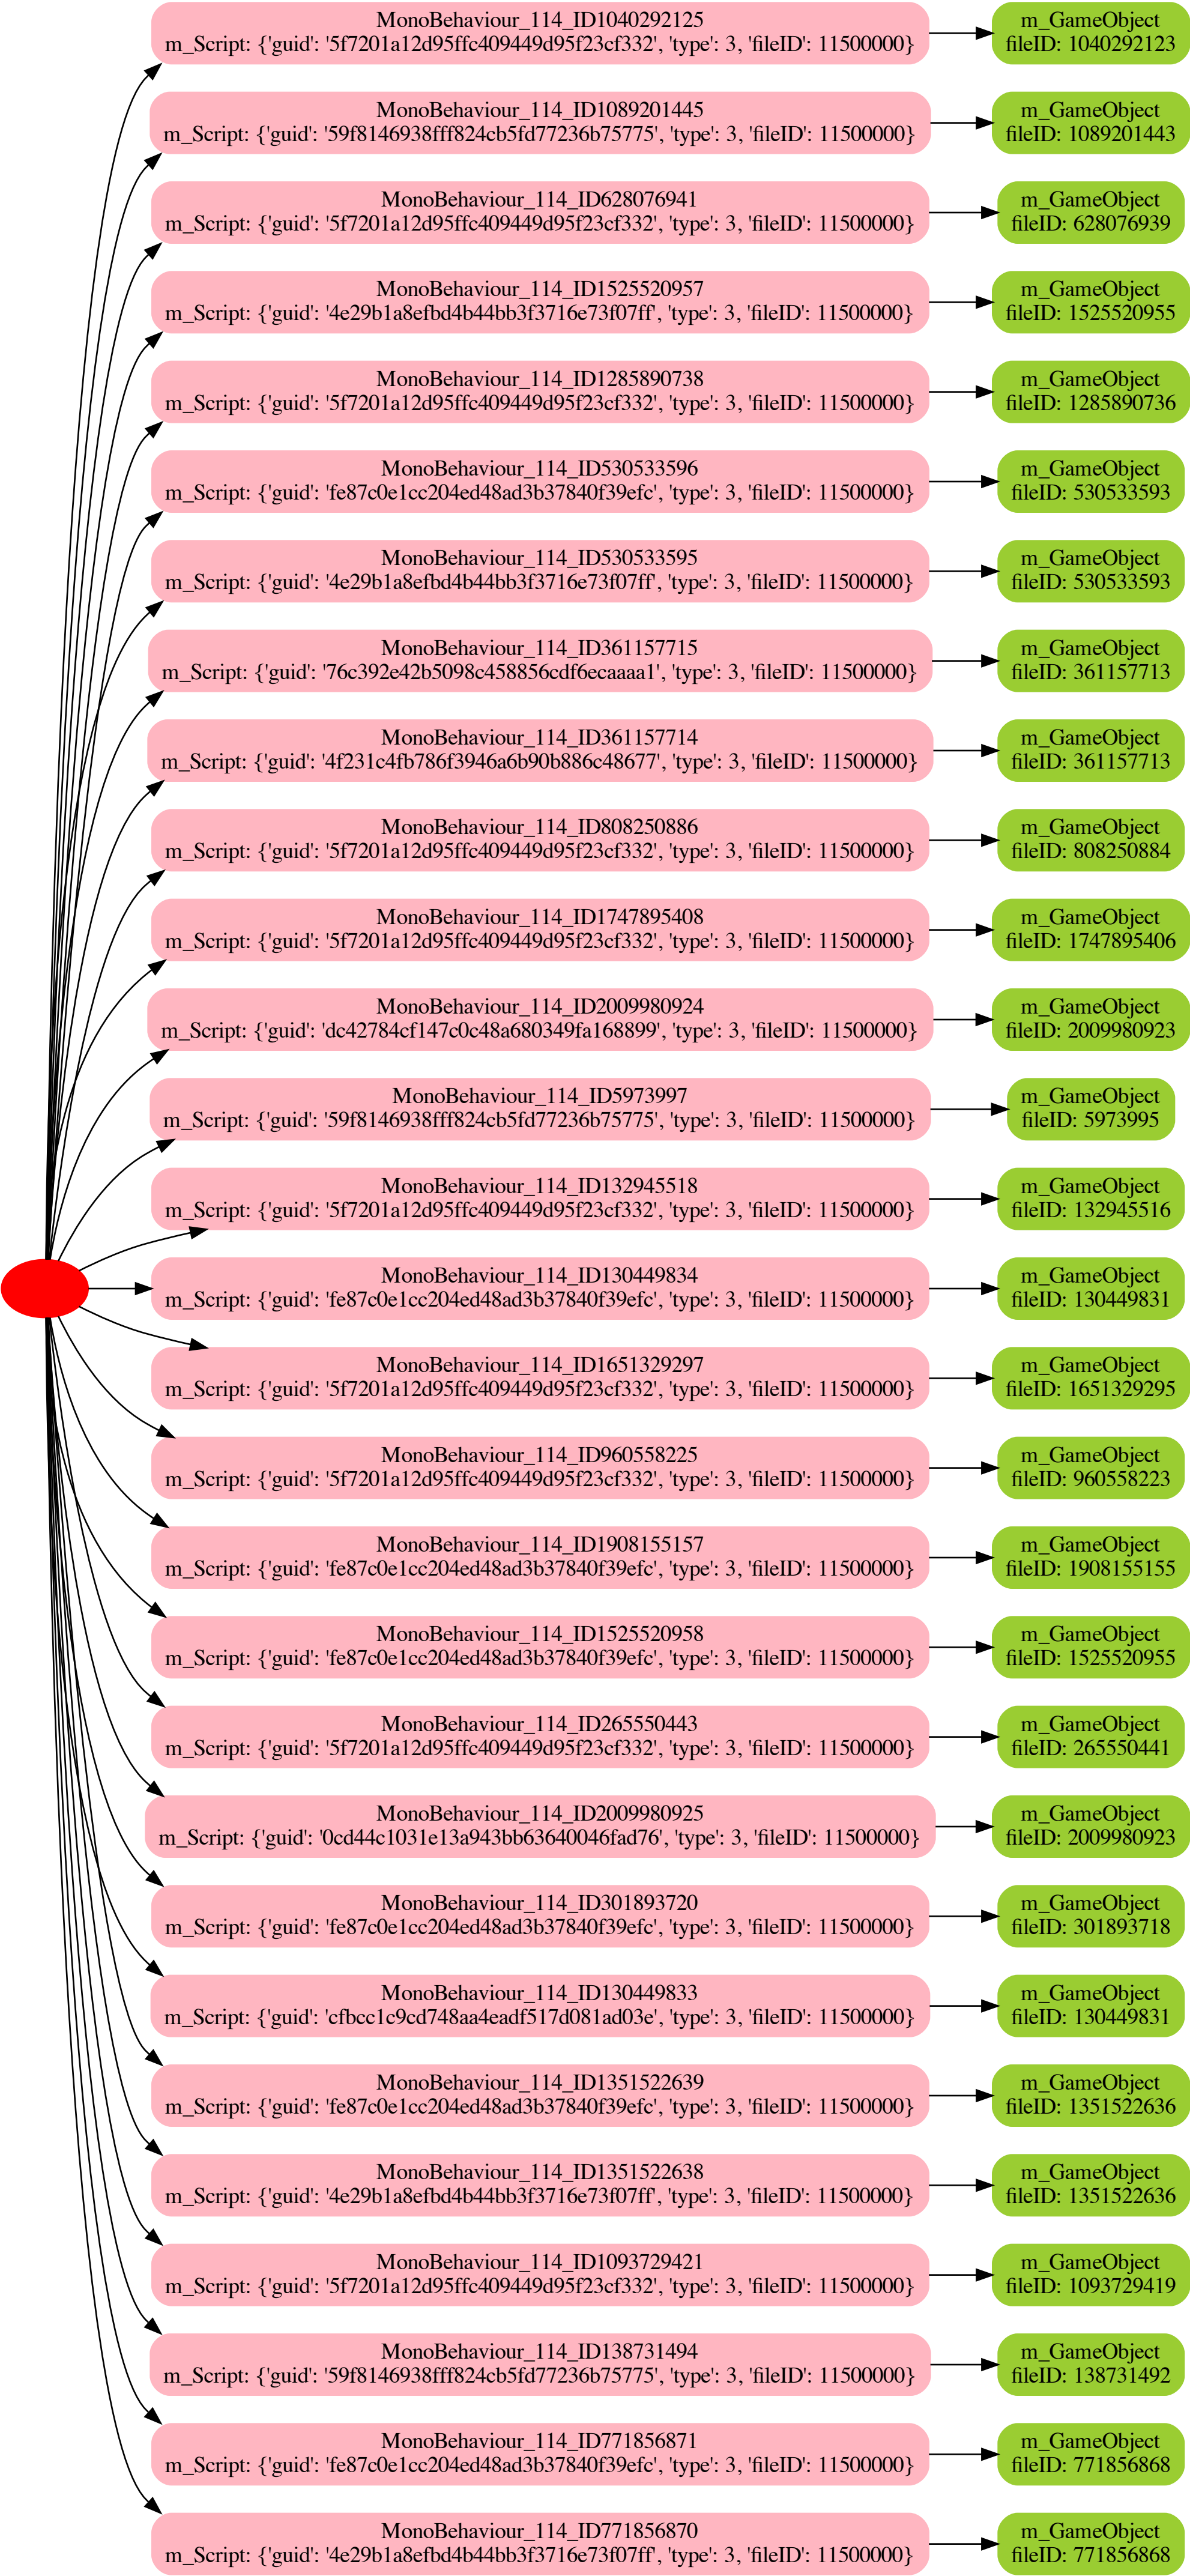 MonoBehaviour_114_ID1040292125
m_Script: {'guid': '5f7201a12d95ffc409449d95f23cf332', 'type': 3, 'fileID': 11500000}
m_GameObject
fileID: 1040292123
MonoBehaviour_114_ID1089201445
m_Script: {'guid': '59f8146938fff824cb5fd77236b75775', 'type': 3, 'fileID': 11500000}
m_GameObject
fileID: 1089201443
MonoBehaviour_114_ID628076941
m_Script: {'guid': '5f7201a12d95ffc409449d95f23cf332', 'type': 3, 'fileID': 11500000}
m_GameObject
fileID: 628076939
MonoBehaviour_114_ID1525520957
m_Script: {'guid': '4e29b1a8efbd4b44bb3f3716e73f07ff', 'type': 3, 'fileID': 11500000}
m_GameObject
fileID: 1525520955
MonoBehaviour_114_ID1285890738
m_Script: {'guid': '5f7201a12d95ffc409449d95f23cf332', 'type': 3, 'fileID': 11500000}
m_GameObject
fileID: 1285890736
MonoBehaviour_114_ID530533596
m_Script: {'guid': 'fe87c0e1cc204ed48ad3b37840f39efc', 'type': 3, 'fileID': 11500000}
m_GameObject
fileID: 530533593
MonoBehaviour_114_ID530533595
m_Script: {'guid': '4e29b1a8efbd4b44bb3f3716e73f07ff', 'type': 3, 'fileID': 11500000}
m_GameObject
fileID: 530533593
MonoBehaviour_114_ID361157715
m_Script: {'guid': '76c392e42b5098c458856cdf6ecaaaa1', 'type': 3, 'fileID': 11500000}
m_GameObject
fileID: 361157713
MonoBehaviour_114_ID361157714
m_Script: {'guid': '4f231c4fb786f3946a6b90b886c48677', 'type': 3, 'fileID': 11500000}
m_GameObject
fileID: 361157713
MonoBehaviour_114_ID808250886
m_Script: {'guid': '5f7201a12d95ffc409449d95f23cf332', 'type': 3, 'fileID': 11500000}
m_GameObject
fileID: 808250884
MonoBehaviour_114_ID1747895408
m_Script: {'guid': '5f7201a12d95ffc409449d95f23cf332', 'type': 3, 'fileID': 11500000}
m_GameObject
fileID: 1747895406
MonoBehaviour_114_ID2009980924
m_Script: {'guid': 'dc42784cf147c0c48a680349fa168899', 'type': 3, 'fileID': 11500000}
m_GameObject
fileID: 2009980923
MonoBehaviour_114_ID5973997
m_Script: {'guid': '59f8146938fff824cb5fd77236b75775', 'type': 3, 'fileID': 11500000}
m_GameObject
fileID: 5973995
MonoBehaviour_114_ID132945518
m_Script: {'guid': '5f7201a12d95ffc409449d95f23cf332', 'type': 3, 'fileID': 11500000}
m_GameObject
fileID: 132945516
MonoBehaviour_114_ID130449834
m_Script: {'guid': 'fe87c0e1cc204ed48ad3b37840f39efc', 'type': 3, 'fileID': 11500000}
m_GameObject
fileID: 130449831
MonoBehaviour_114_ID1651329297
m_Script: {'guid': '5f7201a12d95ffc409449d95f23cf332', 'type': 3, 'fileID': 11500000}
m_GameObject
fileID: 1651329295
MonoBehaviour_114_ID960558225
m_Script: {'guid': '5f7201a12d95ffc409449d95f23cf332', 'type': 3, 'fileID': 11500000}
m_GameObject
fileID: 960558223
MonoBehaviour_114_ID1908155157
m_Script: {'guid': 'fe87c0e1cc204ed48ad3b37840f39efc', 'type': 3, 'fileID': 11500000}
m_GameObject
fileID: 1908155155
MonoBehaviour_114_ID1525520958
m_Script: {'guid': 'fe87c0e1cc204ed48ad3b37840f39efc', 'type': 3, 'fileID': 11500000}
m_GameObject
fileID: 1525520955
MonoBehaviour_114_ID265550443
m_Script: {'guid': '5f7201a12d95ffc409449d95f23cf332', 'type': 3, 'fileID': 11500000}
m_GameObject
fileID: 265550441
MonoBehaviour_114_ID2009980925
m_Script: {'guid': '0cd44c1031e13a943bb63640046fad76', 'type': 3, 'fileID': 11500000}
m_GameObject
fileID: 2009980923
MonoBehaviour_114_ID301893720
m_Script: {'guid': 'fe87c0e1cc204ed48ad3b37840f39efc', 'type': 3, 'fileID': 11500000}
m_GameObject
fileID: 301893718
MonoBehaviour_114_ID130449833
m_Script: {'guid': 'cfbcc1c9cd748aa4eadf517d081ad03e', 'type': 3, 'fileID': 11500000}
m_GameObject
fileID: 130449831
MonoBehaviour_114_ID1351522639
m_Script: {'guid': 'fe87c0e1cc204ed48ad3b37840f39efc', 'type': 3, 'fileID': 11500000}
m_GameObject
fileID: 1351522636
MonoBehaviour_114_ID1351522638
m_Script: {'guid': '4e29b1a8efbd4b44bb3f3716e73f07ff', 'type': 3, 'fileID': 11500000}
m_GameObject
fileID: 1351522636
MonoBehaviour_114_ID1093729421
m_Script: {'guid': '5f7201a12d95ffc409449d95f23cf332', 'type': 3, 'fileID': 11500000}
m_GameObject
fileID: 1093729419
MonoBehaviour_114_ID138731494
m_Script: {'guid': '59f8146938fff824cb5fd77236b75775', 'type': 3, 'fileID': 11500000}
m_GameObject
fileID: 138731492
MonoBehaviour_114_ID771856871
m_Script: {'guid': 'fe87c0e1cc204ed48ad3b37840f39efc', 'type': 3, 'fileID': 11500000}
m_GameObject
fileID: 771856868
MonoBehaviour_114_ID771856870
m_Script: {'guid': '4e29b1a8efbd4b44bb3f3716e73f07ff', 'type': 3, 'fileID': 11500000}
m_GameObject
fileID: 771856868